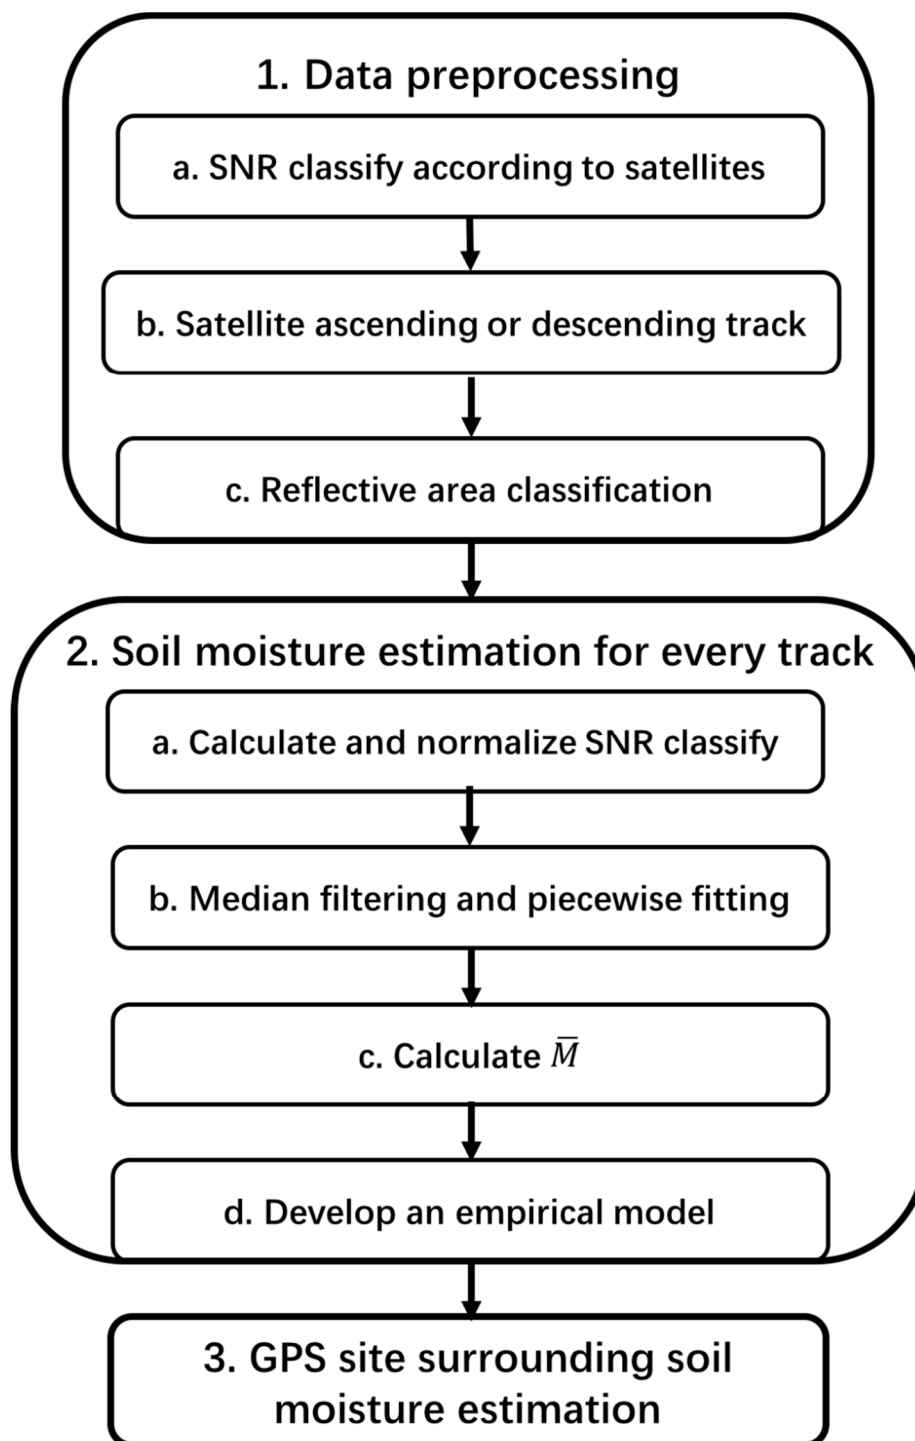 1. Data preprocessing
a. SNR classify according to satellites
b. Satellite ascending or descending track
c. Reflective area classification
2. Soil moisture estimation for every track
a. Calculate and normalize SNR classify
b. Median filtering and piecewise fitting
c. Calculate M̅
d. Develop an empirical model
3. GPS site surrounding soil
moisture estimation